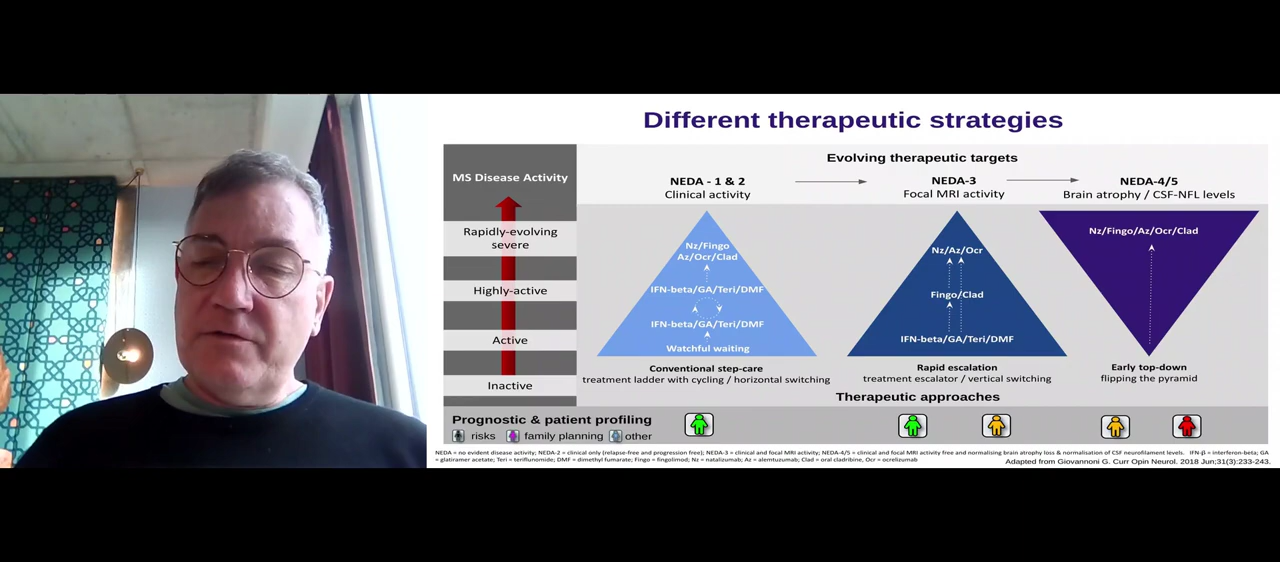 Different therapeutic strategies
MS Disease Activity
Rapidly-evolving
severe
Highly-active
Active
Inactive
Evolving therapeutic targets
NEDA - 1 & 2
Clinical activity
NEDA-3
Focal MRI activity
NEDA-4/5
Brain atrophy / CSF-NFL levels
Nz/Fingo
Az/Ocr/Clad
IFN-beta/GA/Teri/DMF
IFN-beta/GA/Teri/DMF
Watchful waiting
Nz/Az/Ocr
Fingo/Clad
IFN-beta/GA/Teri/DMF
Nz/Fingo/Az/Ocr/Clad
Conventional step-care
treatment ladder with cycling / horizontal switching
Rapid escalation
treatment escalator / vertical switching
Early top-down
flipping the pyramid
Therapeutic approaches
Prognostic & patient profiling
risks family planning other
NEDA = no evident disease activity; NEDA-2 = clinical only (relapse-free and progression free); NEDA-3 = clinical and focal MRI activity; NEDA-4/5 = clinical and focal MRI activity free and normalising brain atrophy loss & normalisation of CSF neurofilament levels. IFN-β = interferon-beta; GA
= glatiramer acetate; Teri = teriflunomide; DMF = dimethyl fumarate; Fingo = fingolimod; Nz = natalizumab; Az = alemtuzumab; Clad = oral cladribine, Ocr = ocrelizumab
Adapted from Giovannoni G. Curr Opin Neurol. 2018 Jun;31(3):233-243.